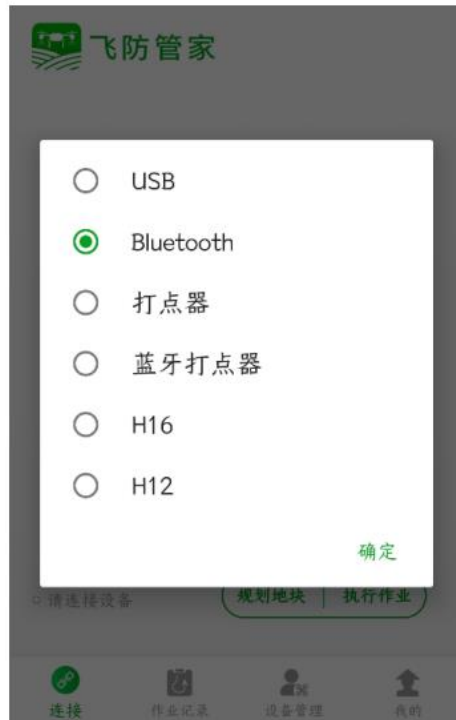 飞防管家
USB
Bluetooth
打点器
蓝牙打点器
H16
H12
确定
请连接设备
规划地块 | 执行作业
连接 作业记录 设备管理 我的